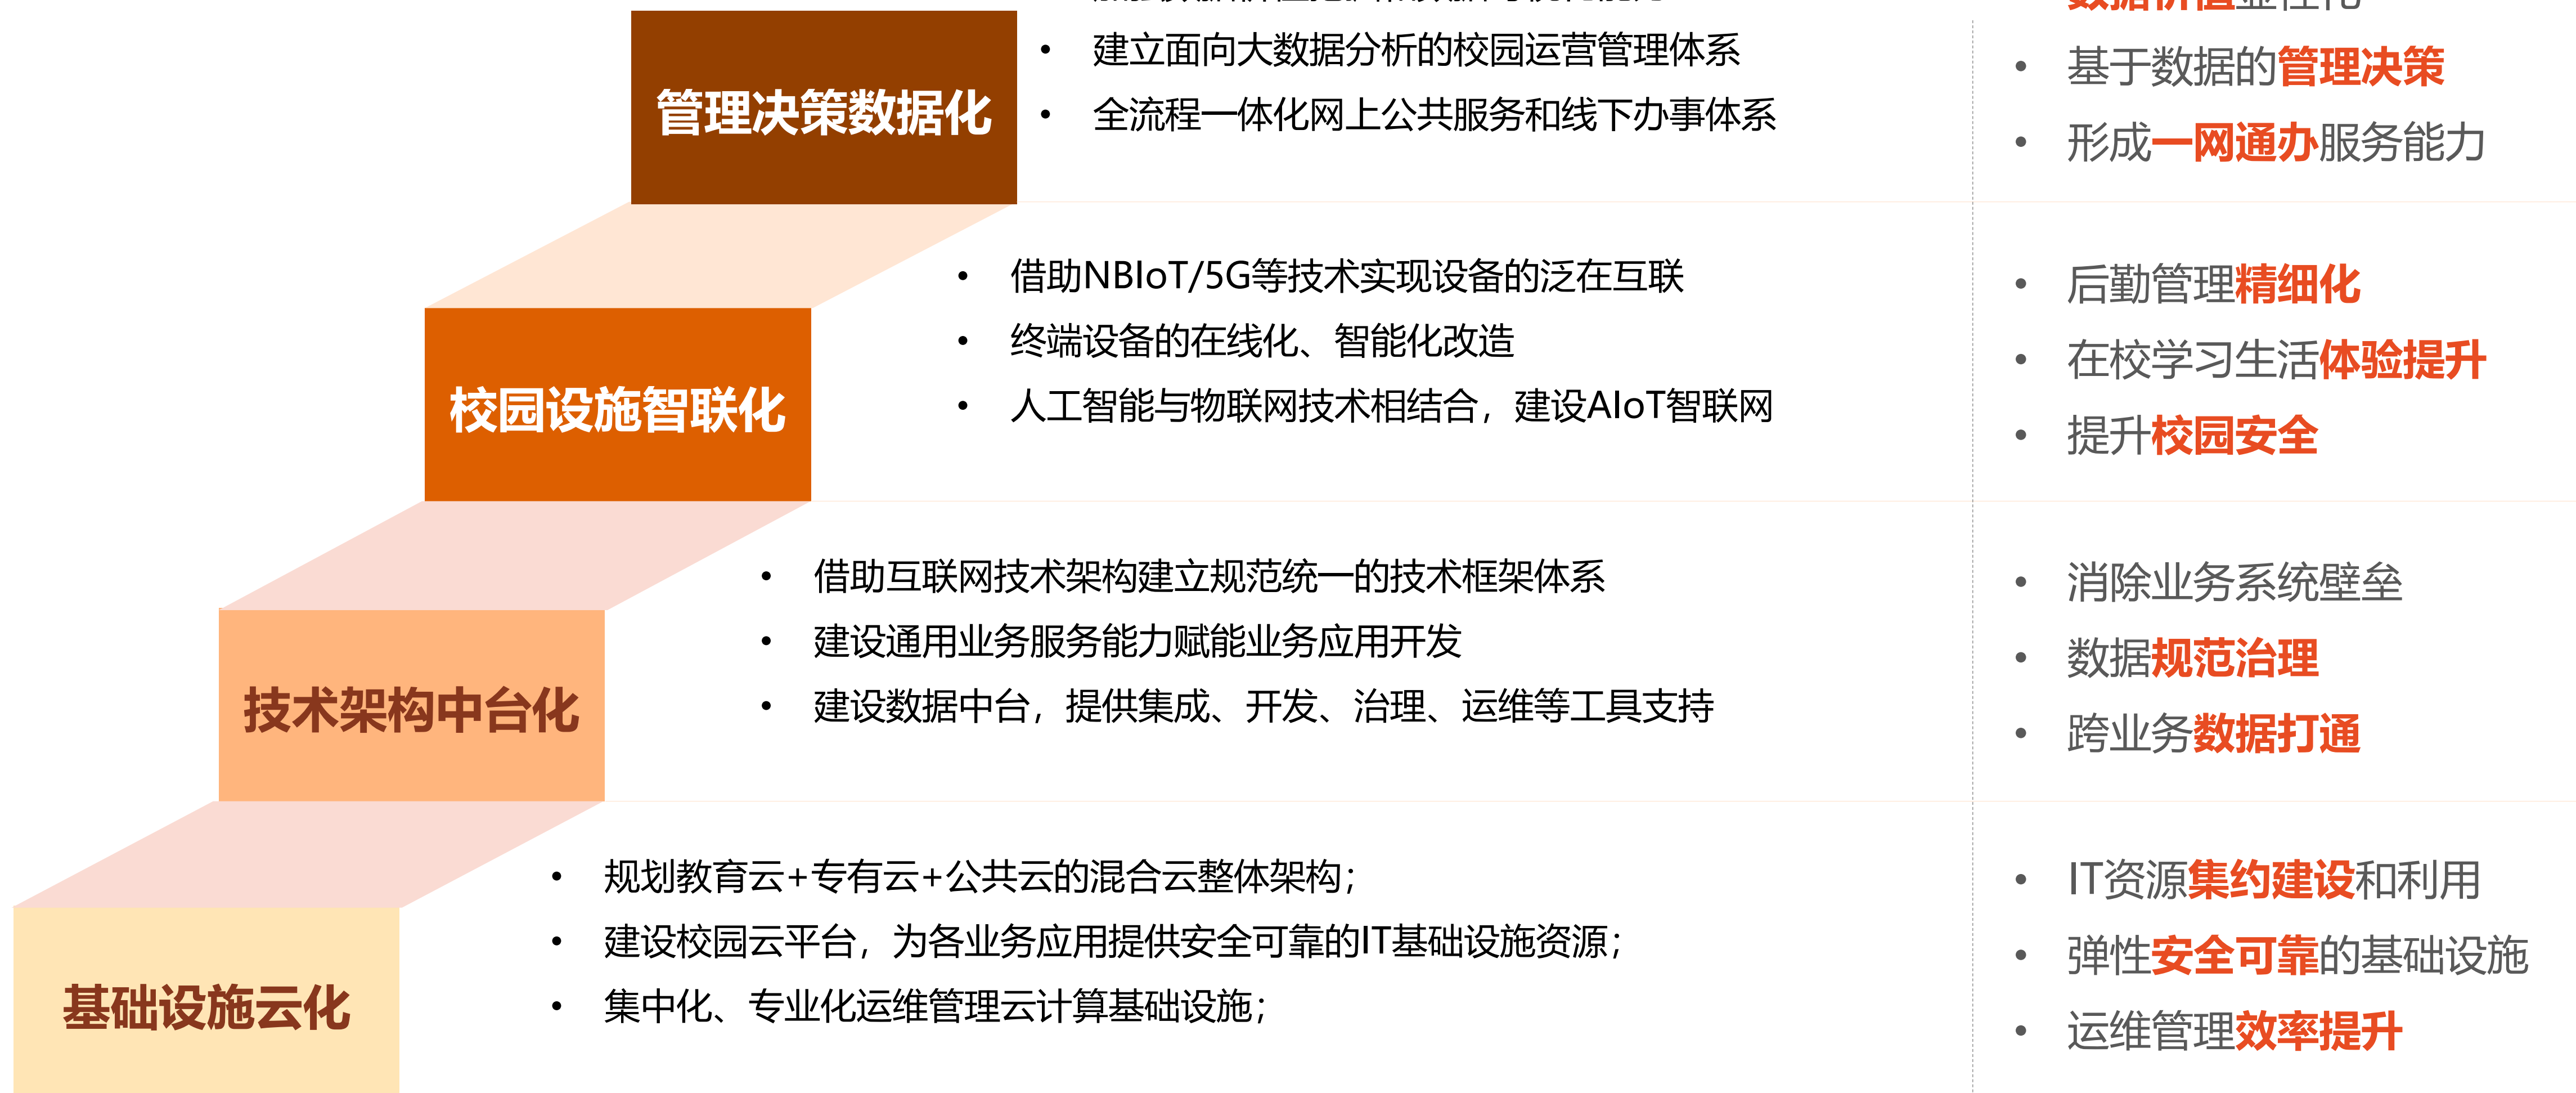 数据价值显性化
管理决策数据化
• 建立面向大数据分析的校园运营管理体系
• 全流程一体化网上公共服务和线下办事体系
• 基于数据的管理决策
• 形成一网通办服务能力
校园设施智联化
• 借助NBIoT/5G等技术实现设备的泛在互联
• 终端设备的在线化、智能化改造
• 人工智能与物联网技术相结合，建设AIoT智联网
• 后勤管理精细化
• 在校学习生活体验提升
• 提升校园安全
技术架构中台化
• 借助互联网技术架构建立规范统一的技术框架体系
• 建设通用业务服务能力赋能业务应用开发
• 建设数据中台，提供集成、开发、治理、运维等工具支持
• 消除业务系统壁垒
• 数据规范治理
• 跨业务数据打通
基础设施云化
• 规划教育云+专有云+公共云的混合云整体架构；
• 建设校园云平台，为各业务应用提供安全可靠的IT基础设施资源；
• 集中化、专业化运维管理云计算基础设施；
• IT资源集约建设和利用
• 弹性安全可靠的基础设施
• 运维管理效率提升